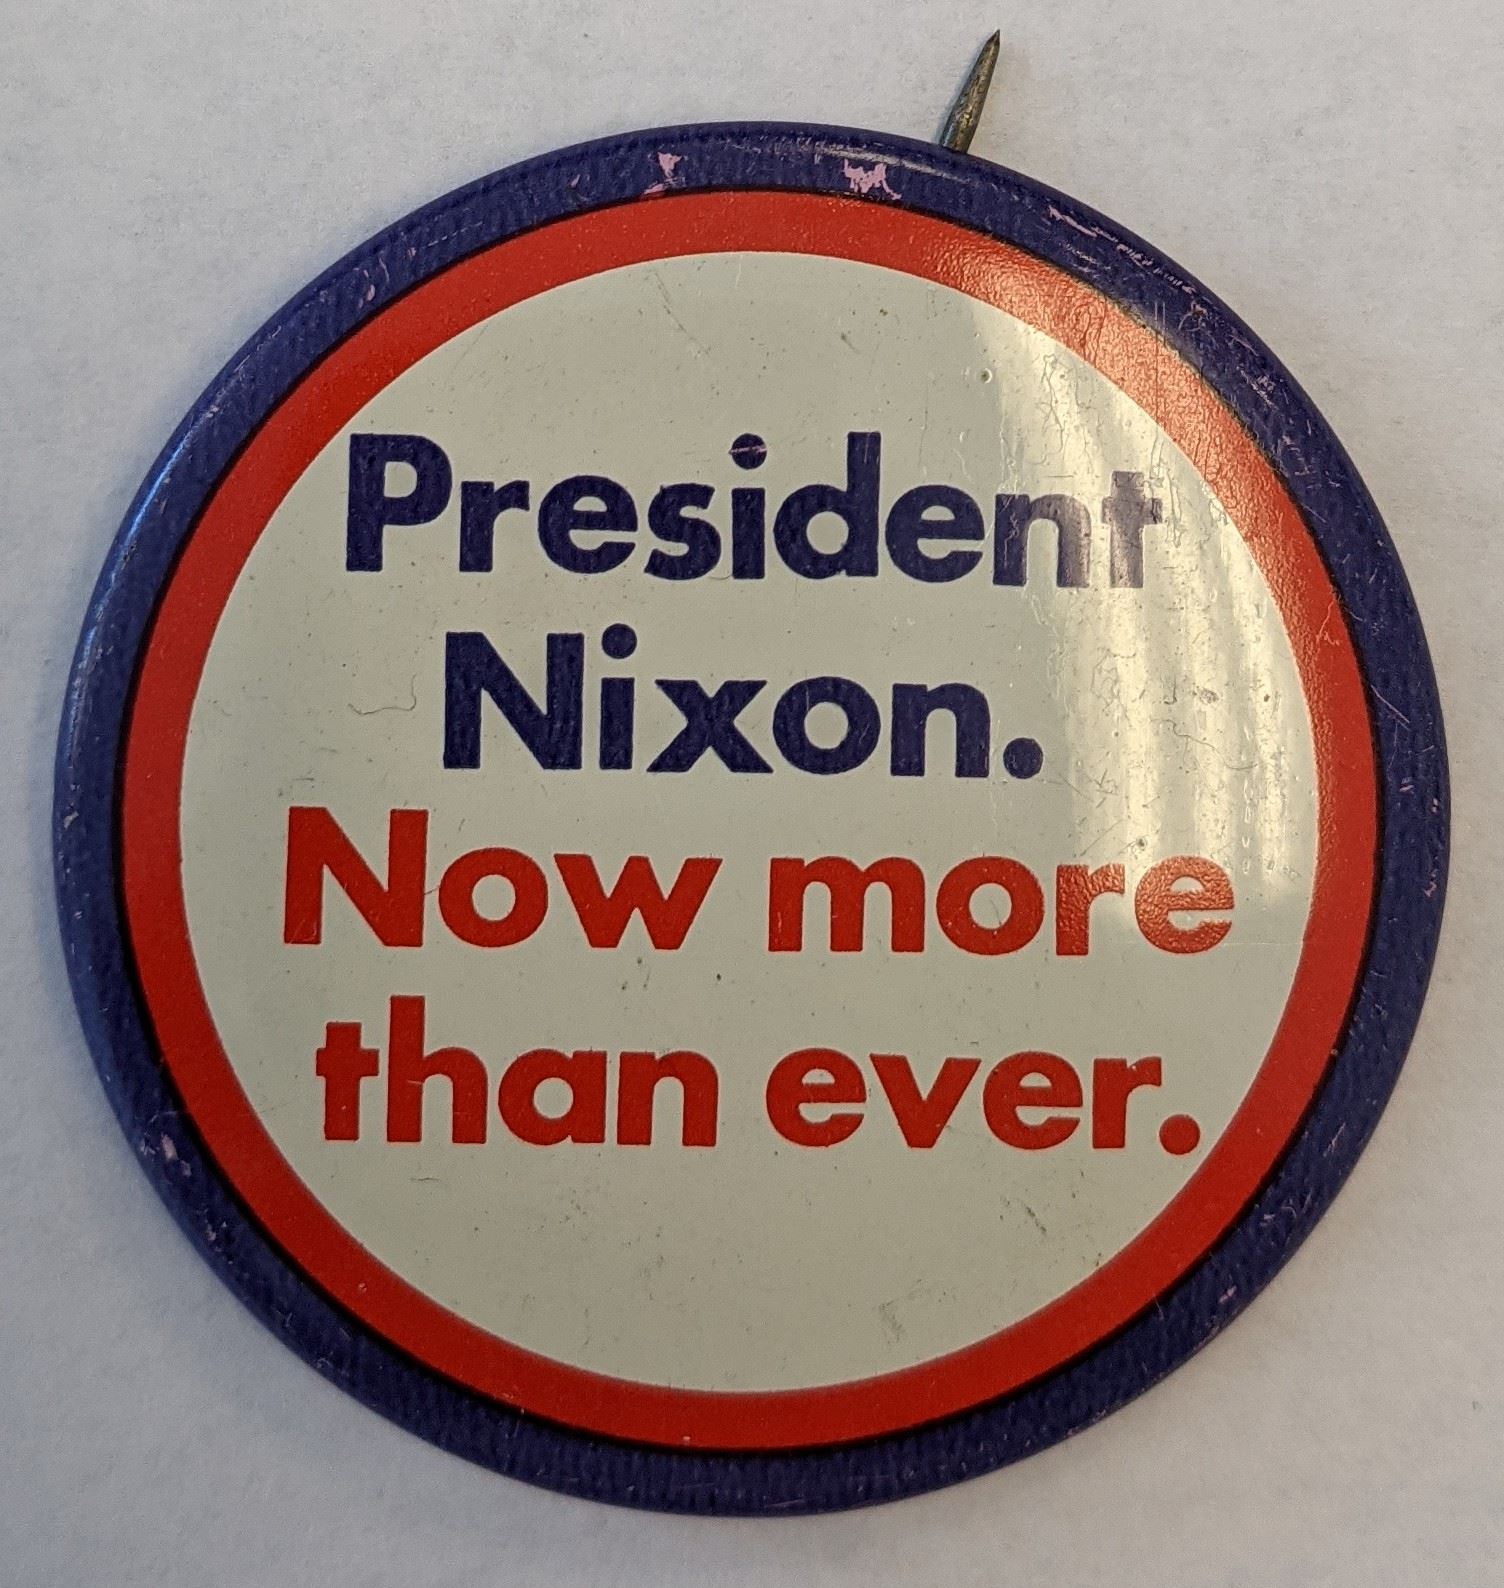 President
Nixon.
Now more
than ever.